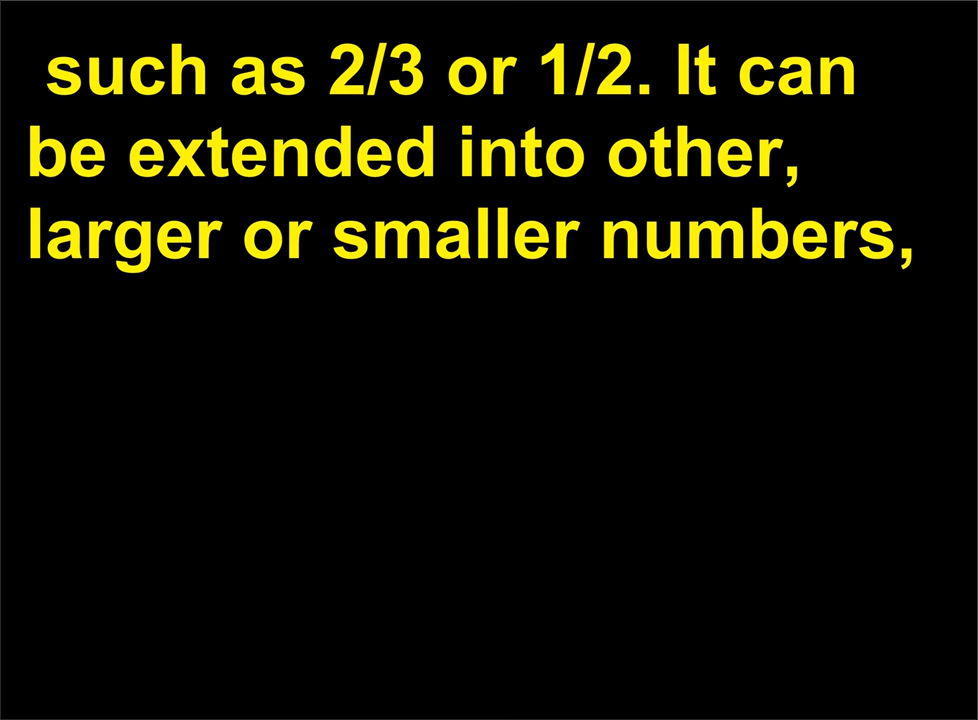 such as 2/3 or 1/2. It can
be extended into other,
larger or smaller numbers,